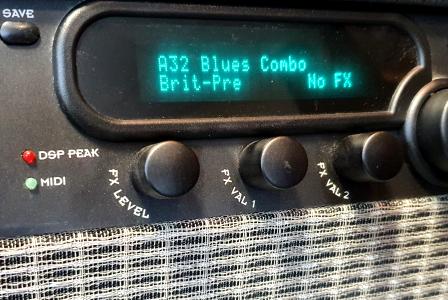 SAVE
A32 Blues Combo
Brit-Pre No FX
DSP PEAK
MIDI
FX LEVEL
FX VAL 1
FX VAL 2